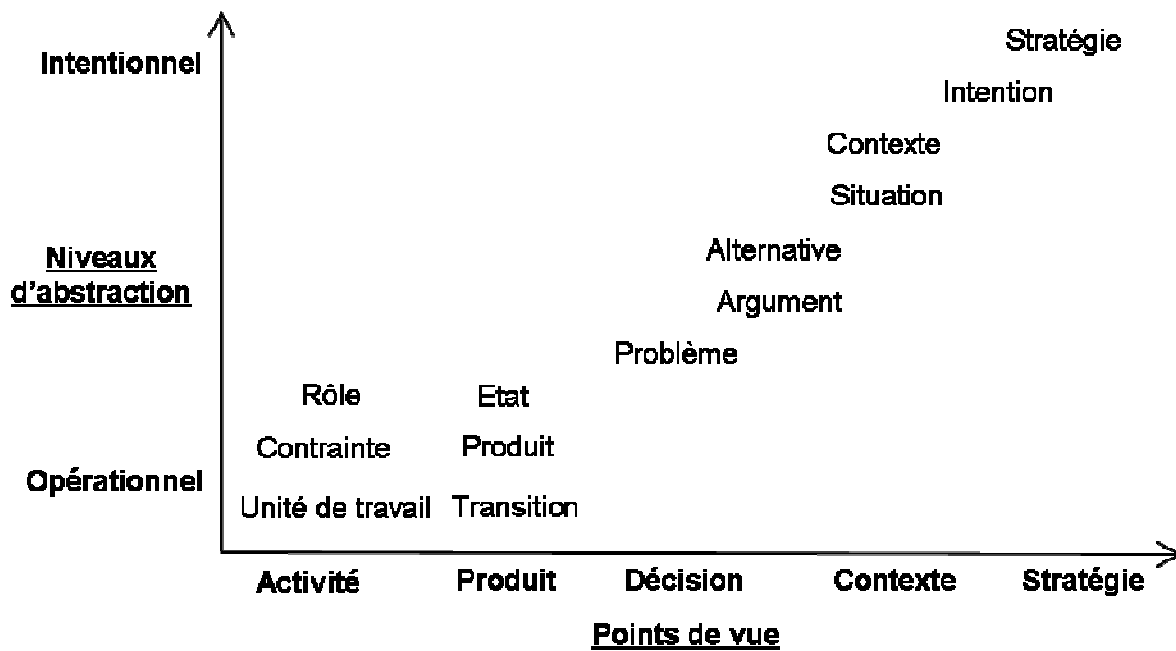 Stratégie
Intentionnel
Intention
Contexte
Situation
Alternative
Niveaux
d'abstraction
Argument
Problème
Rôle Etat
Contrainte Produit
Opérationnel
Unité de travail Transition
Activité Produit Décision Contexte Stratégie
Points de vue